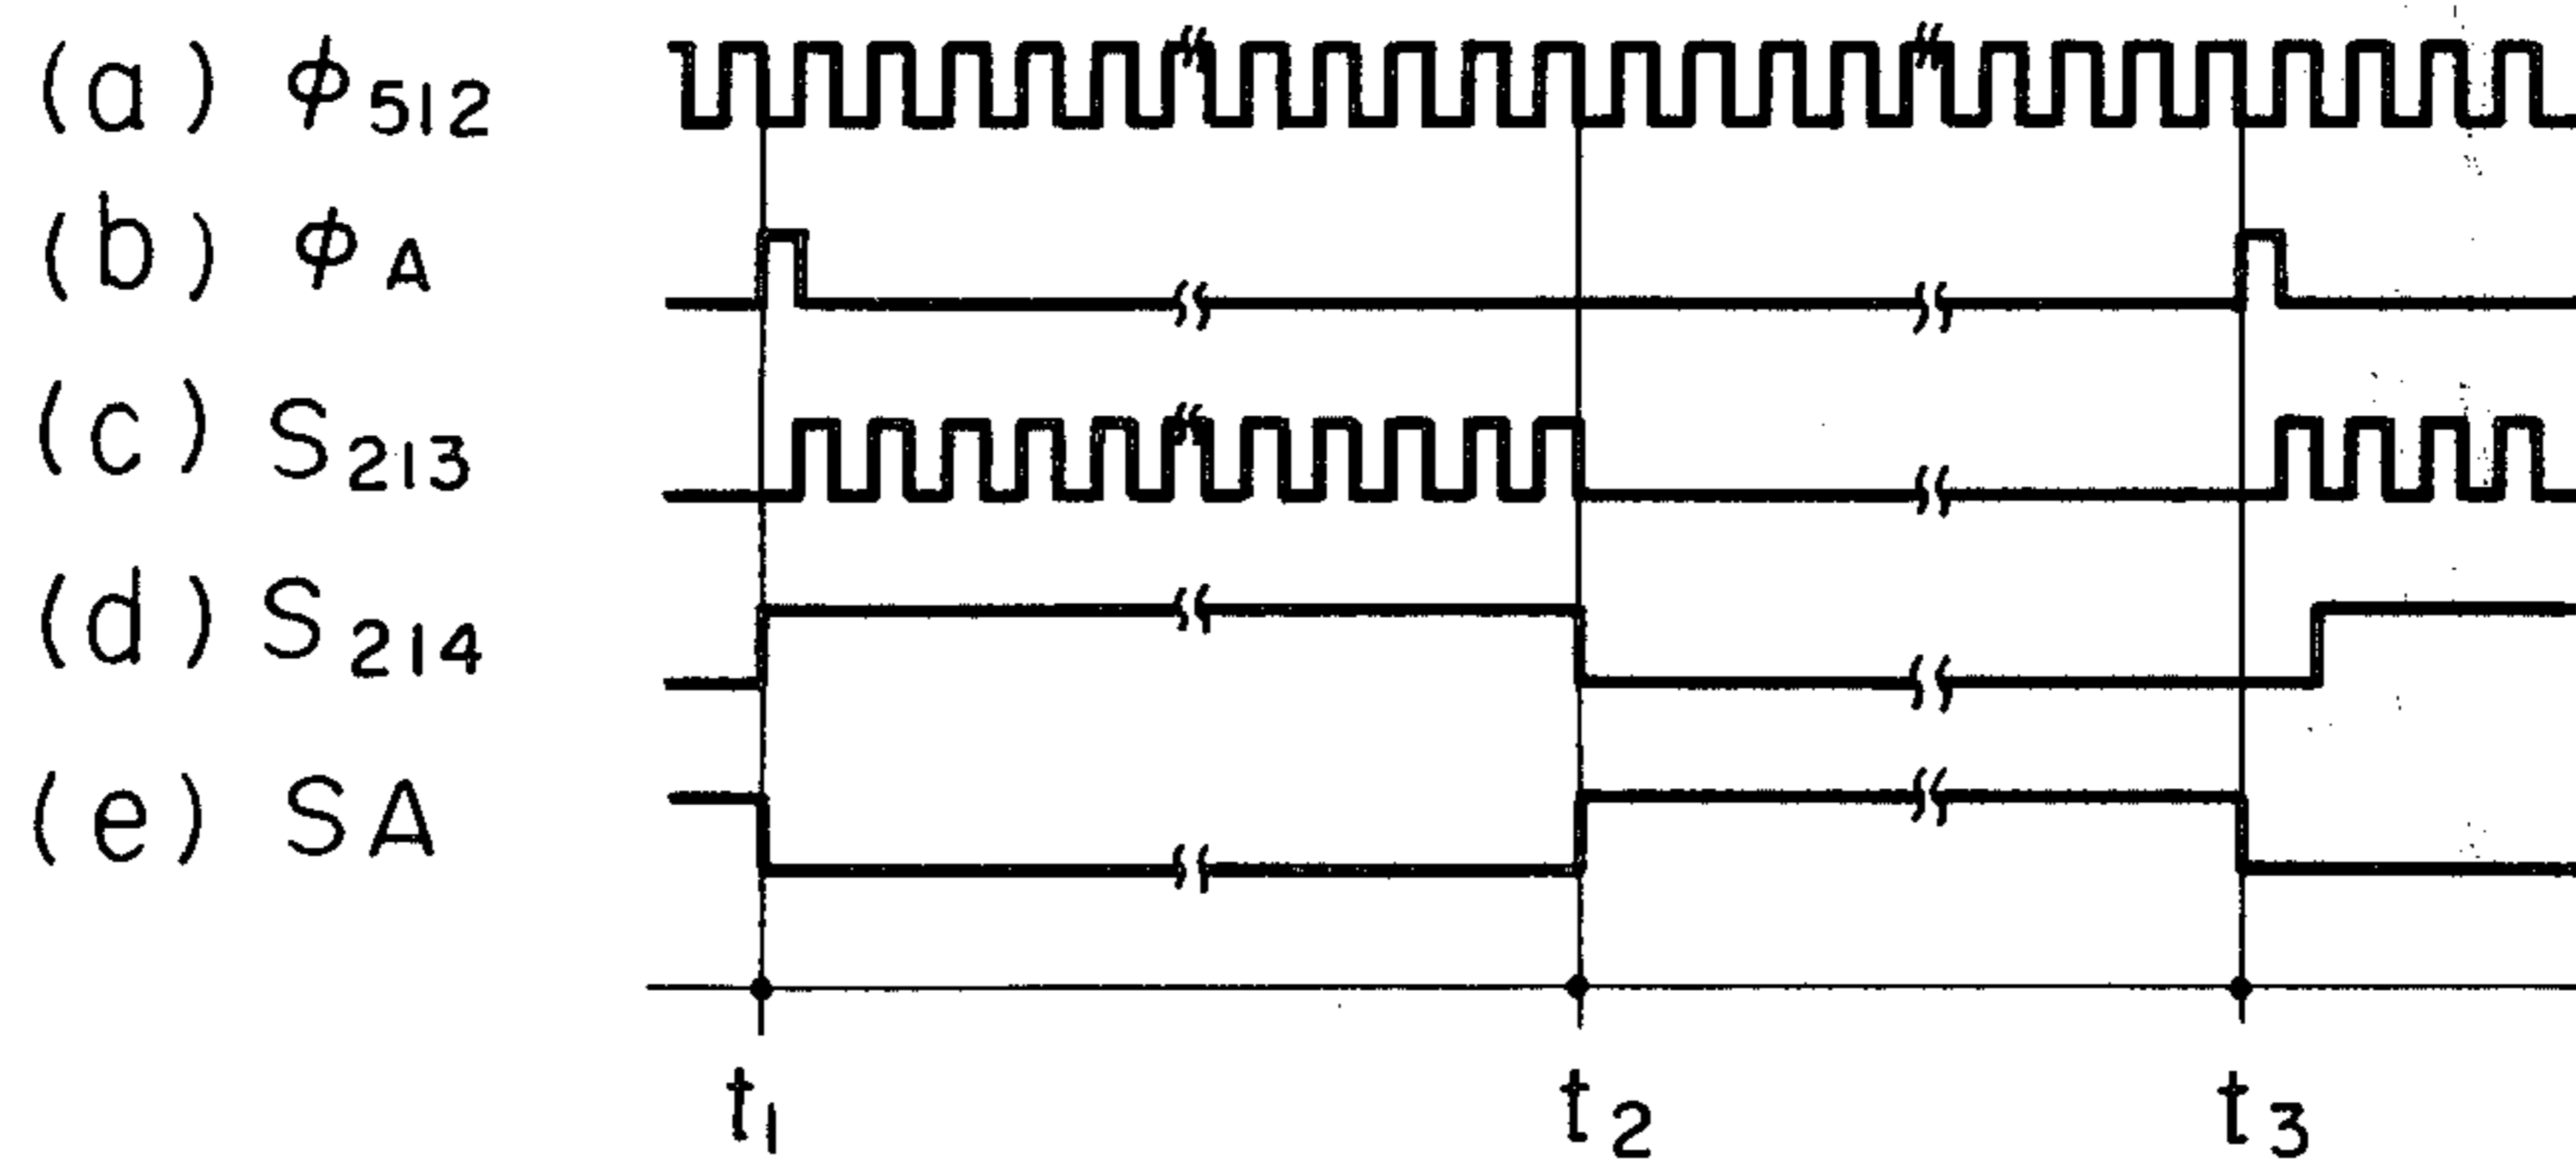 (a) ϕ512
(b) ϕA
(c) S213
(d) S214
(e) SA
t1 t2 t3